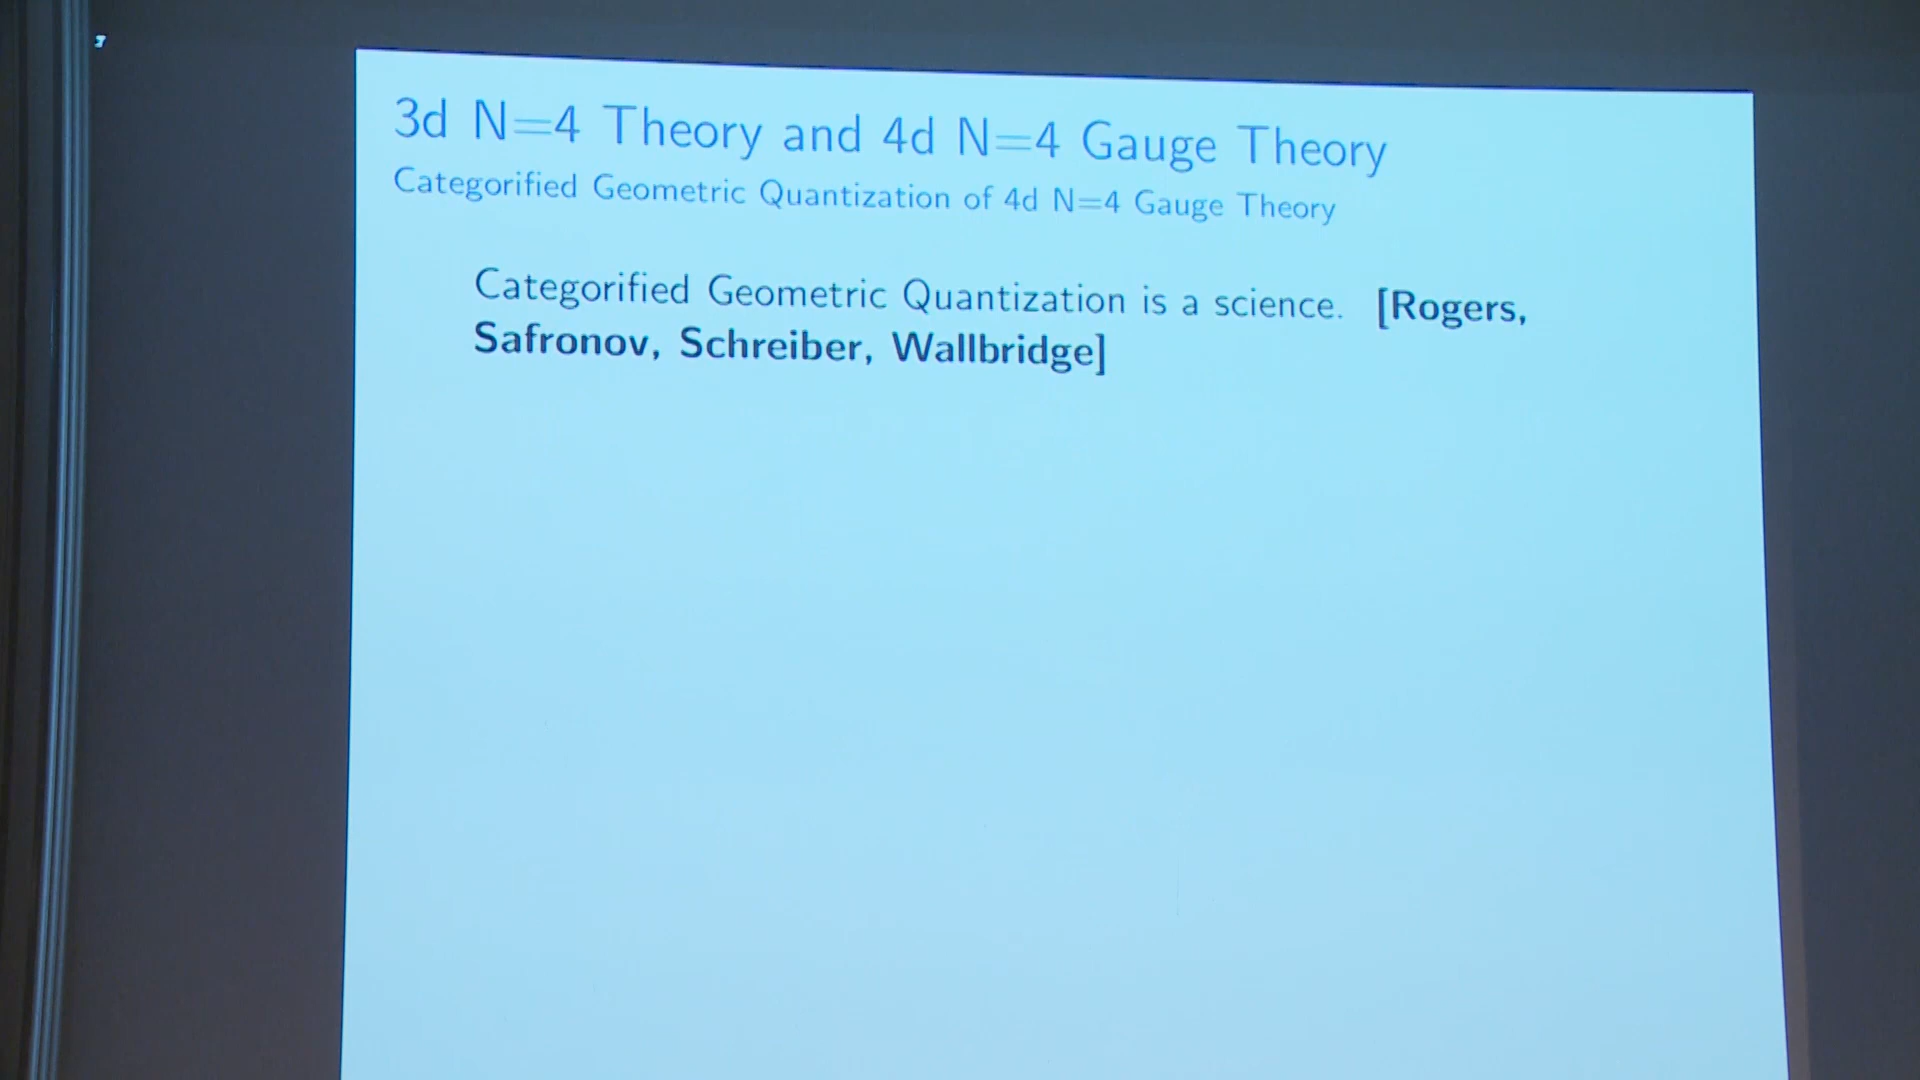 3d N=4 Theory and 4d N=4 Gauge Theory
Categorified Geometric Quantization of 4d N=4 Gauge Theory
Categorified Geometric Quantization is a science. [Rogers,
Safronov, Schreiber, Wallbridge]